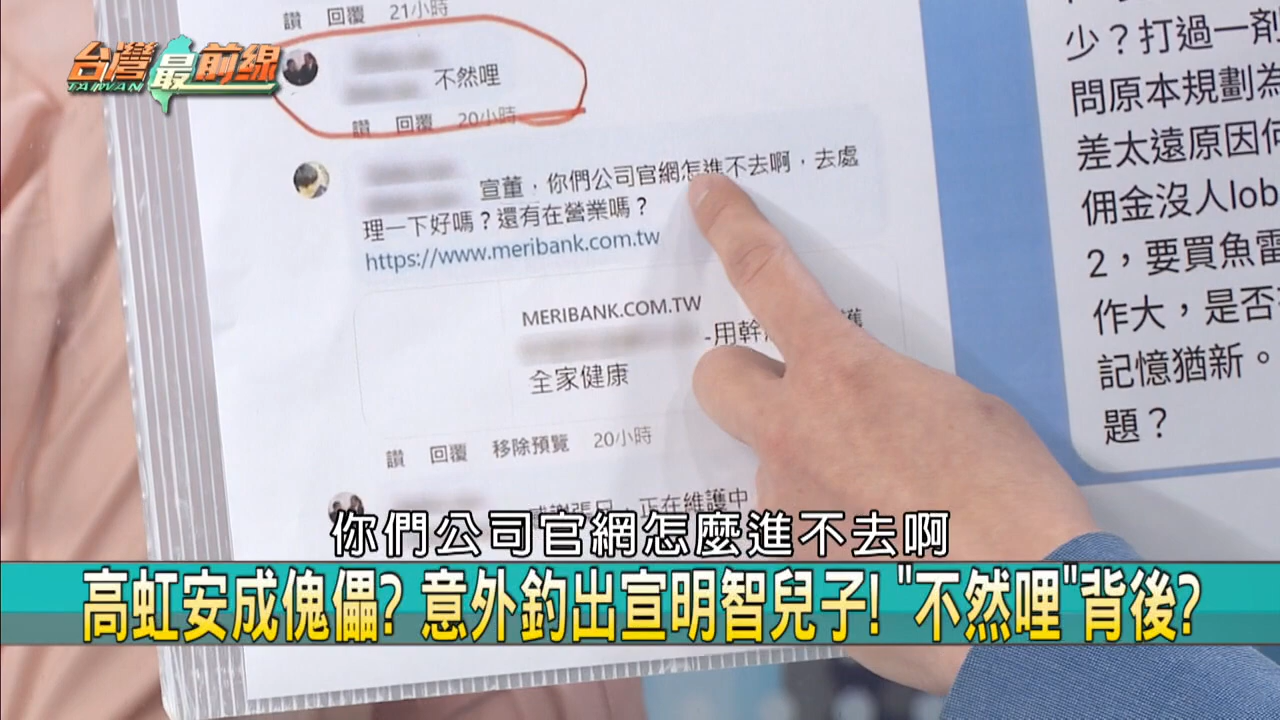 讚 回覆 21小時
台灣最前線
TAIWAN
不然哩
讚 回覆 20小時
宣董，你們公司官網怎進不去啊，去處
理一下好嗎？還有在營業嗎？
https://www.meribank.com.tw
MERIBANK.COM.TW
-用幹
護
全家健康
讚 回覆 移除預覽 20小時
感謝張兄，正在維護中
少？打過一劑
問原本規劃為
差太遠原因何
佣金沒人lob
2，要買魚雷
作大，是否
記憶猶新。
題？
你們公司官網怎麼進不去啊
高虹安成傀儡? 意外釣出宣明智兒子! "不然哩"背後?